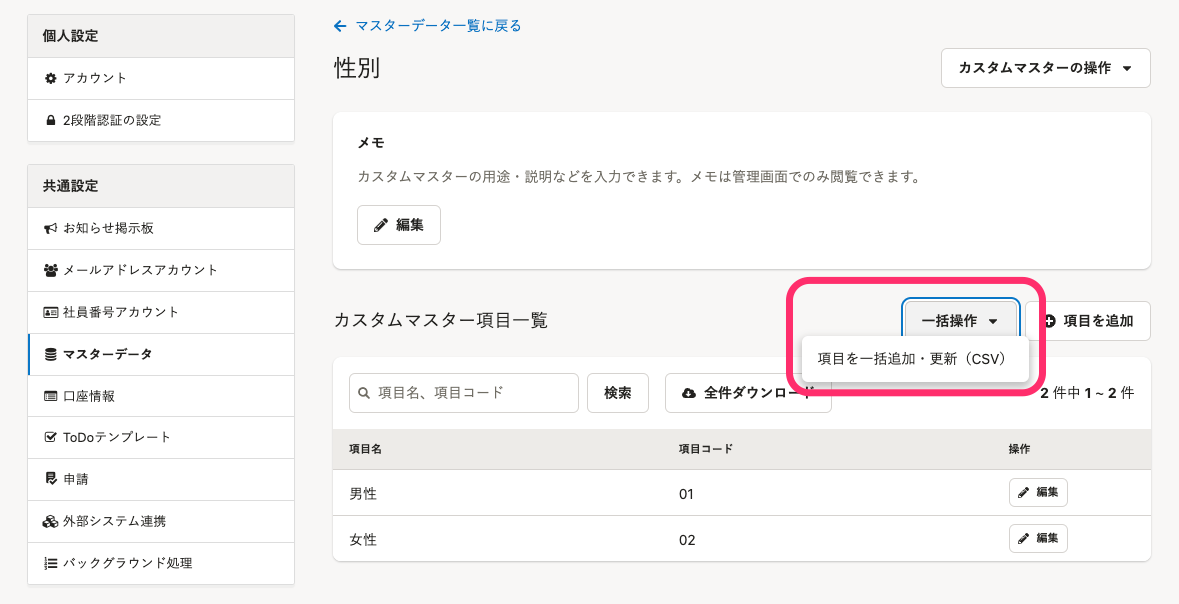 個人設定
アカウント
2段階認証の設定
共通設定
お知らせ掲示板
メールアドレスアカウント
社員番号アカウント
マスターデータ
口座情報
ToDoテンプレート
申請
外部システム連携
バックグラウンド処理
マスターデータ一覧に戻る
性別
カスタムマスターの操作
メモ
カスタムマスターの用途・説明などを入力できます。メモは管理画面でのみ閲覧できます。
編集
カスタムマスター項目一覧
一括操作
項目を追加
項目を一括追加・更新（CSV）
項目名、項目コード
検索
全件ダウンロード
2 件中 1 ~ 2 件
項目名 項目コード 操作
男性 01 編集
女性 02 編集